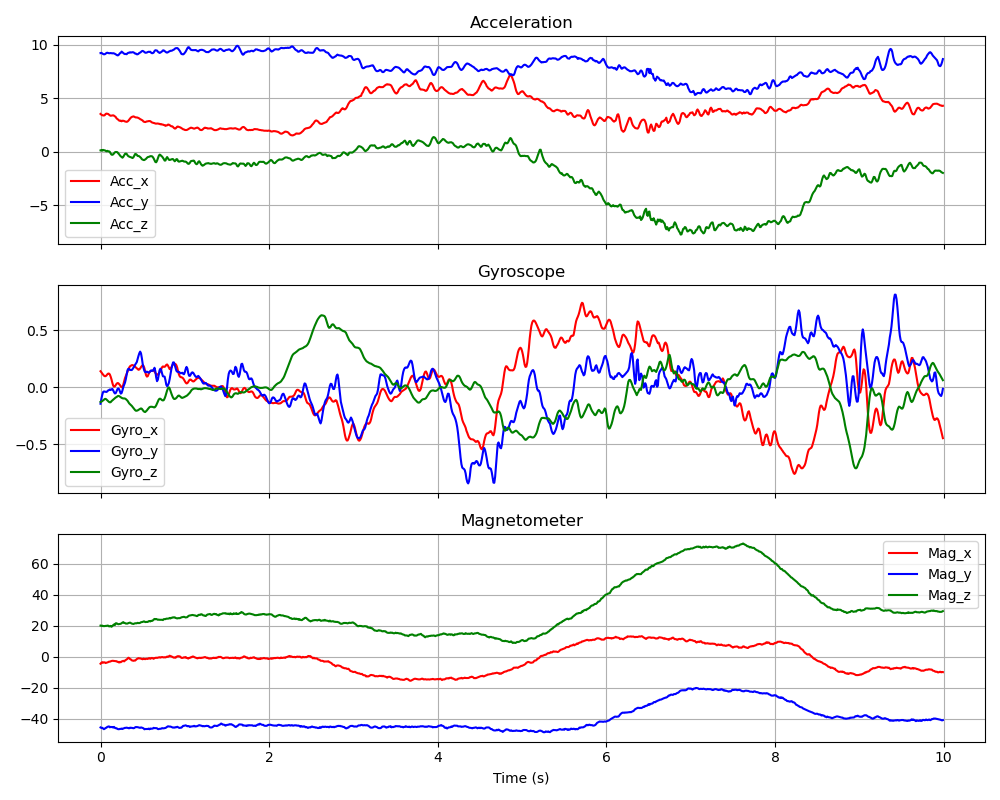 Acceleration
10
5
0
−5
Acc_x
Acc_y
Acc_z
Gyroscope
0.5
0.0
−0.5
Gyro_x
Gyro_y
Gyro_z
Magnetometer
60
40
20
0
−20
−40
Mag_x
Mag_y
Mag_z
0 2 4 6 8 10
Time (s)